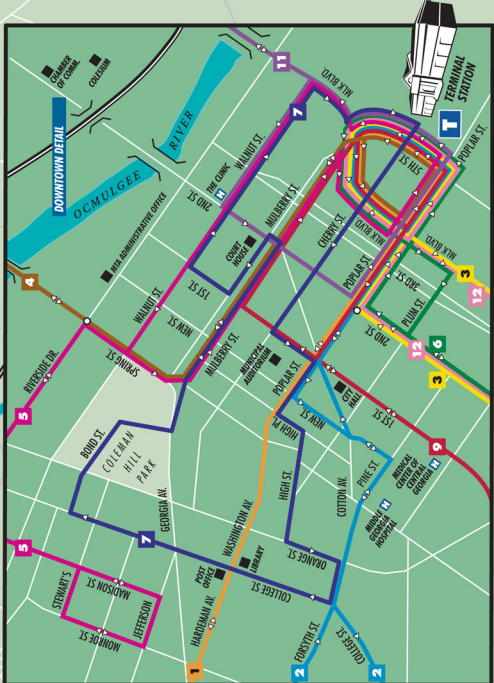 CHAMBER
OF COMM.
COLESIUM
DOWNTOWN DETAIL
OCMULGEE
RIVER
MTA ADMINISTRATIVE OFFICE
11
MLK BLVD.
TERMINAL
STATION
T
7
WALNUT ST.
THE CLINIC
H
2ND ST.
MULBERRY ST.
5TH ST.
POPLAR ST.
4
COURT
HOUSE
CHERRY ST.
MLK BLVD.
MLK BLVD.
3
12
RIVERSIDE DR.
5
WALNUT ST.
1ST ST.
NEW ST.
SPRING ST.
MULBERRY ST.
POPLAR ST.
3RD ST.
PLUM ST.
2ND ST.
12
6
3
MUNICIPAL
AUDITORIUM
POPLAR ST.
CITY
HALL
1ST ST.
9
NEW ST.
HIGH PL.
BOND ST.
COLEMAN
HILL
PARK
GEORGIA AV.
HIGH ST.
COTTON AV.
PINE ST.
MEDICAL
CENTER OF
CENTRAL
GEORGIA
H
MIDDLE
GEORGIA
HOSPITAL
H
5
7
WASHINGTON AV.
ORANGE ST.
POST
OFFICE
LIBRARY
COLLEGE ST.
STEWART'S
MADISON ST.
MONROE ST.
JEFFERSON
HARDEMAN AV.
1
FORSYTH ST.
2
COLLEGE ST.
2